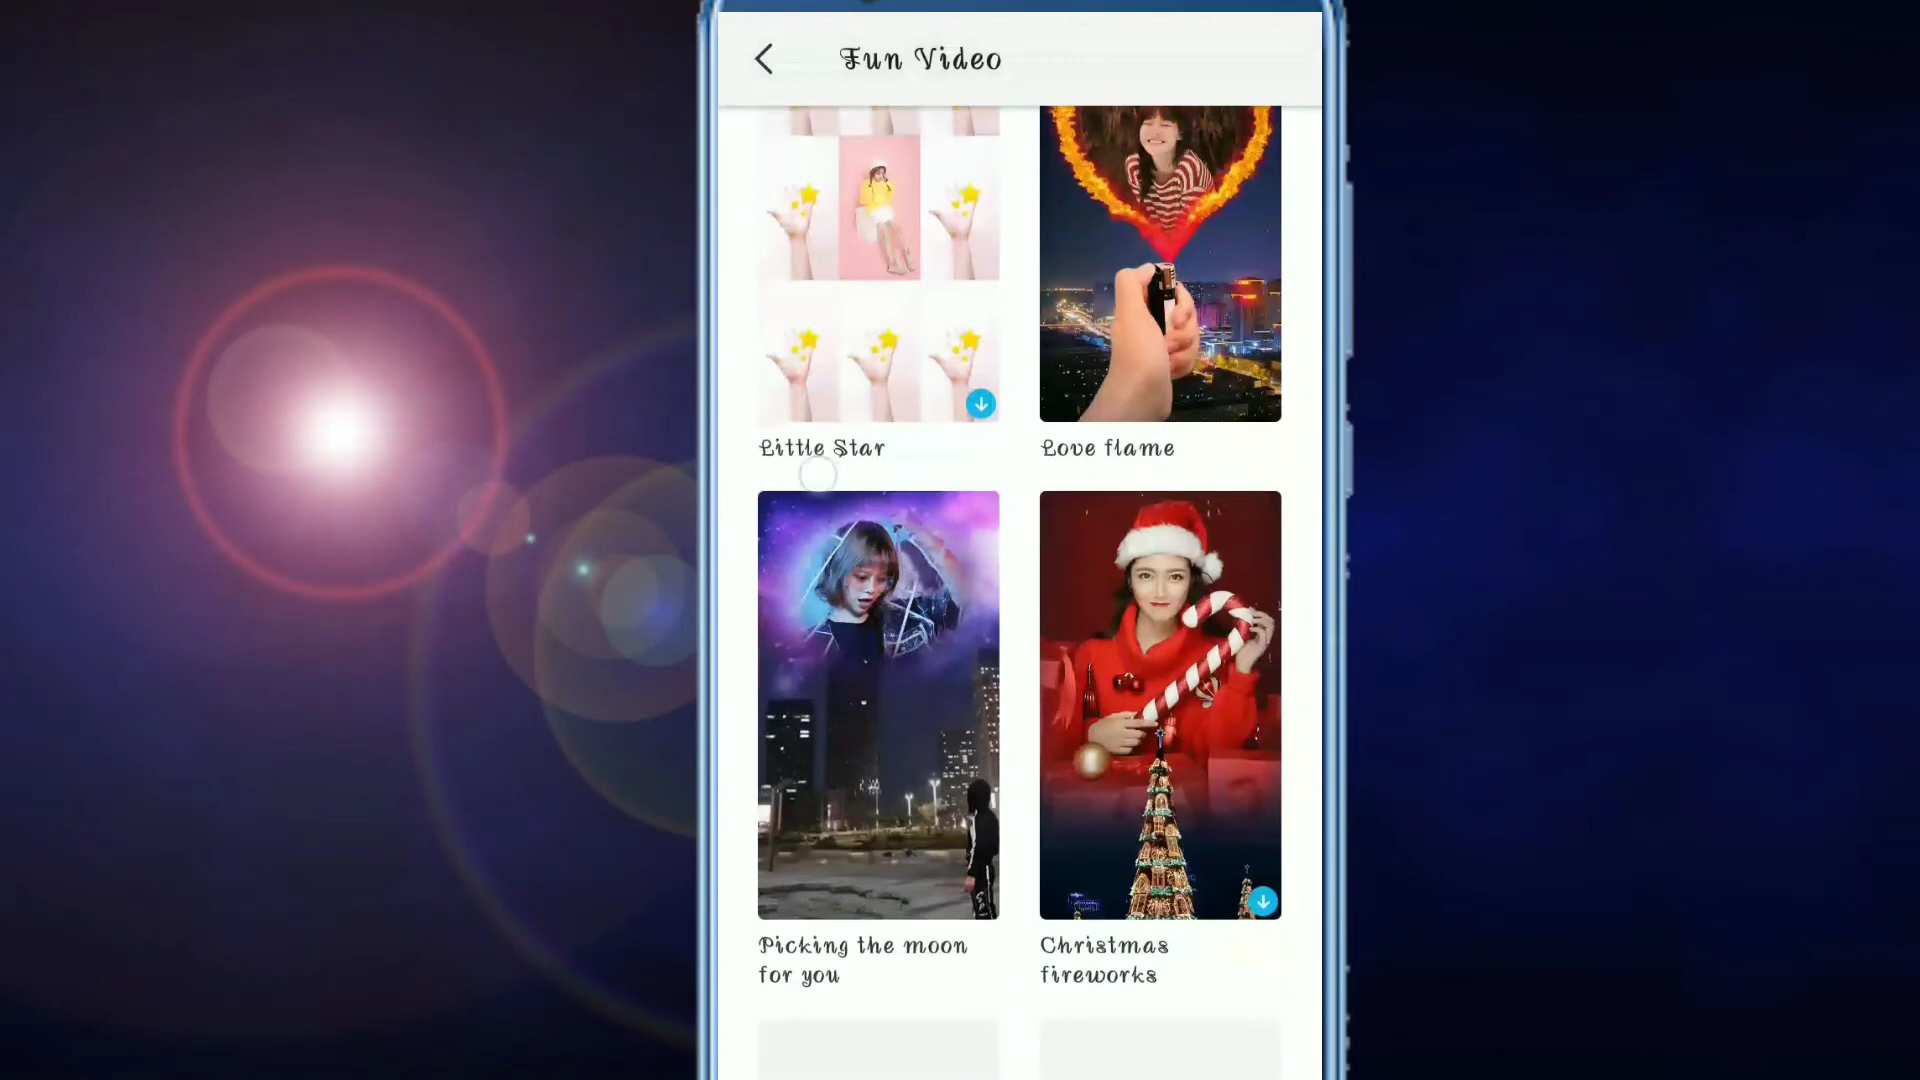 Fun Video
Little Star
Love flame
Picking the moon
for you
Christmas
fireworks